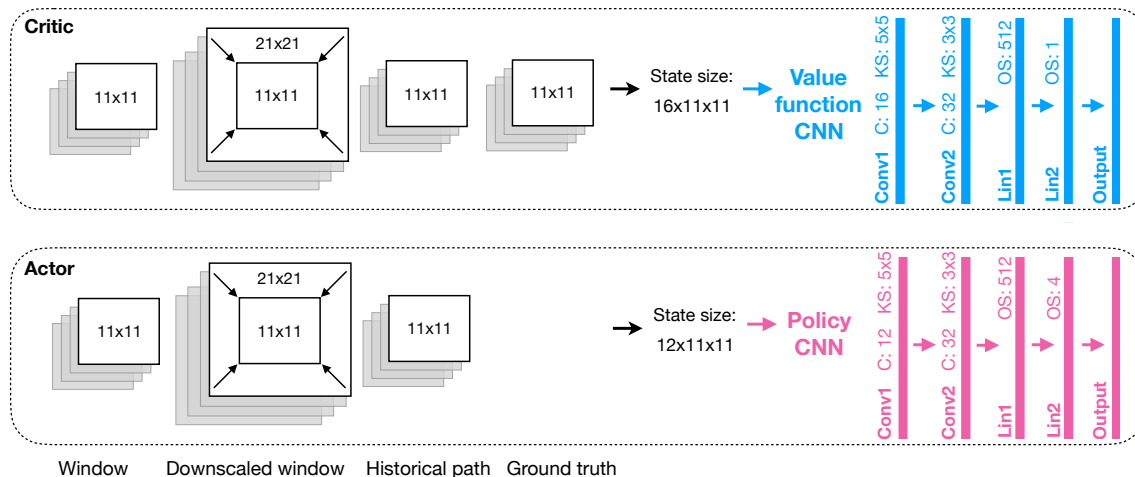 Critic
11x11
21x21
11x11
11x11
11x11
State size:
16x11x11
Value
function
CNN
Conv1 C: 16 KS: 5x5
Conv2 C: 32 KS: 3x3
Lin1 OS: 512
Lin2 OS: 1
Output
Actor
11x11
21x21
11x11
11x11
State size:
12x11x11
Policy
CNN
Conv1 C: 12 KS: 5x5
Conv2 C: 32 KS: 3x3
Lin1 OS: 512
Lin2 OS: 4
Output
Window Downscaled window Historical path Ground truth